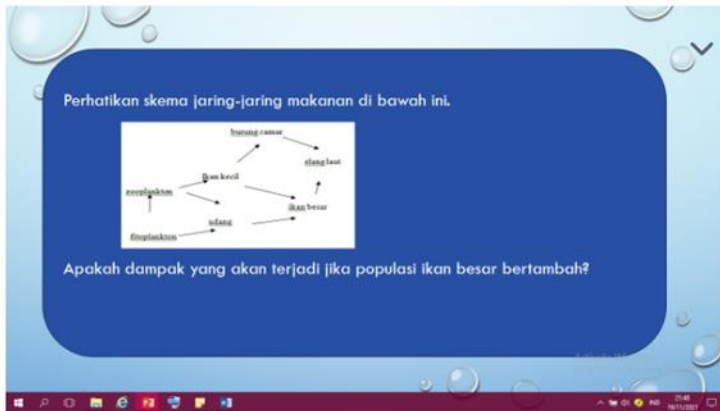 Perhatikan skema jaring-jaring makanan di bawah ini.
burung camar
elang laut
Ikan kecil
zooplankton
ikan besar
udang
fitoplankton
Apakah dampak yang akan terjadi jika populasi ikan besar bertambah?